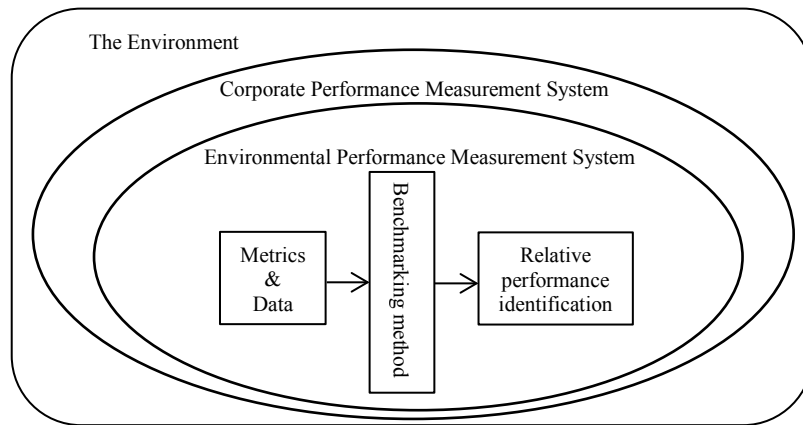 The Environment
Corporate Performance Measurement System
Environmental Performance Measurement System
Metrics
&
Data
Benchmarking method
Relative
performance
identification